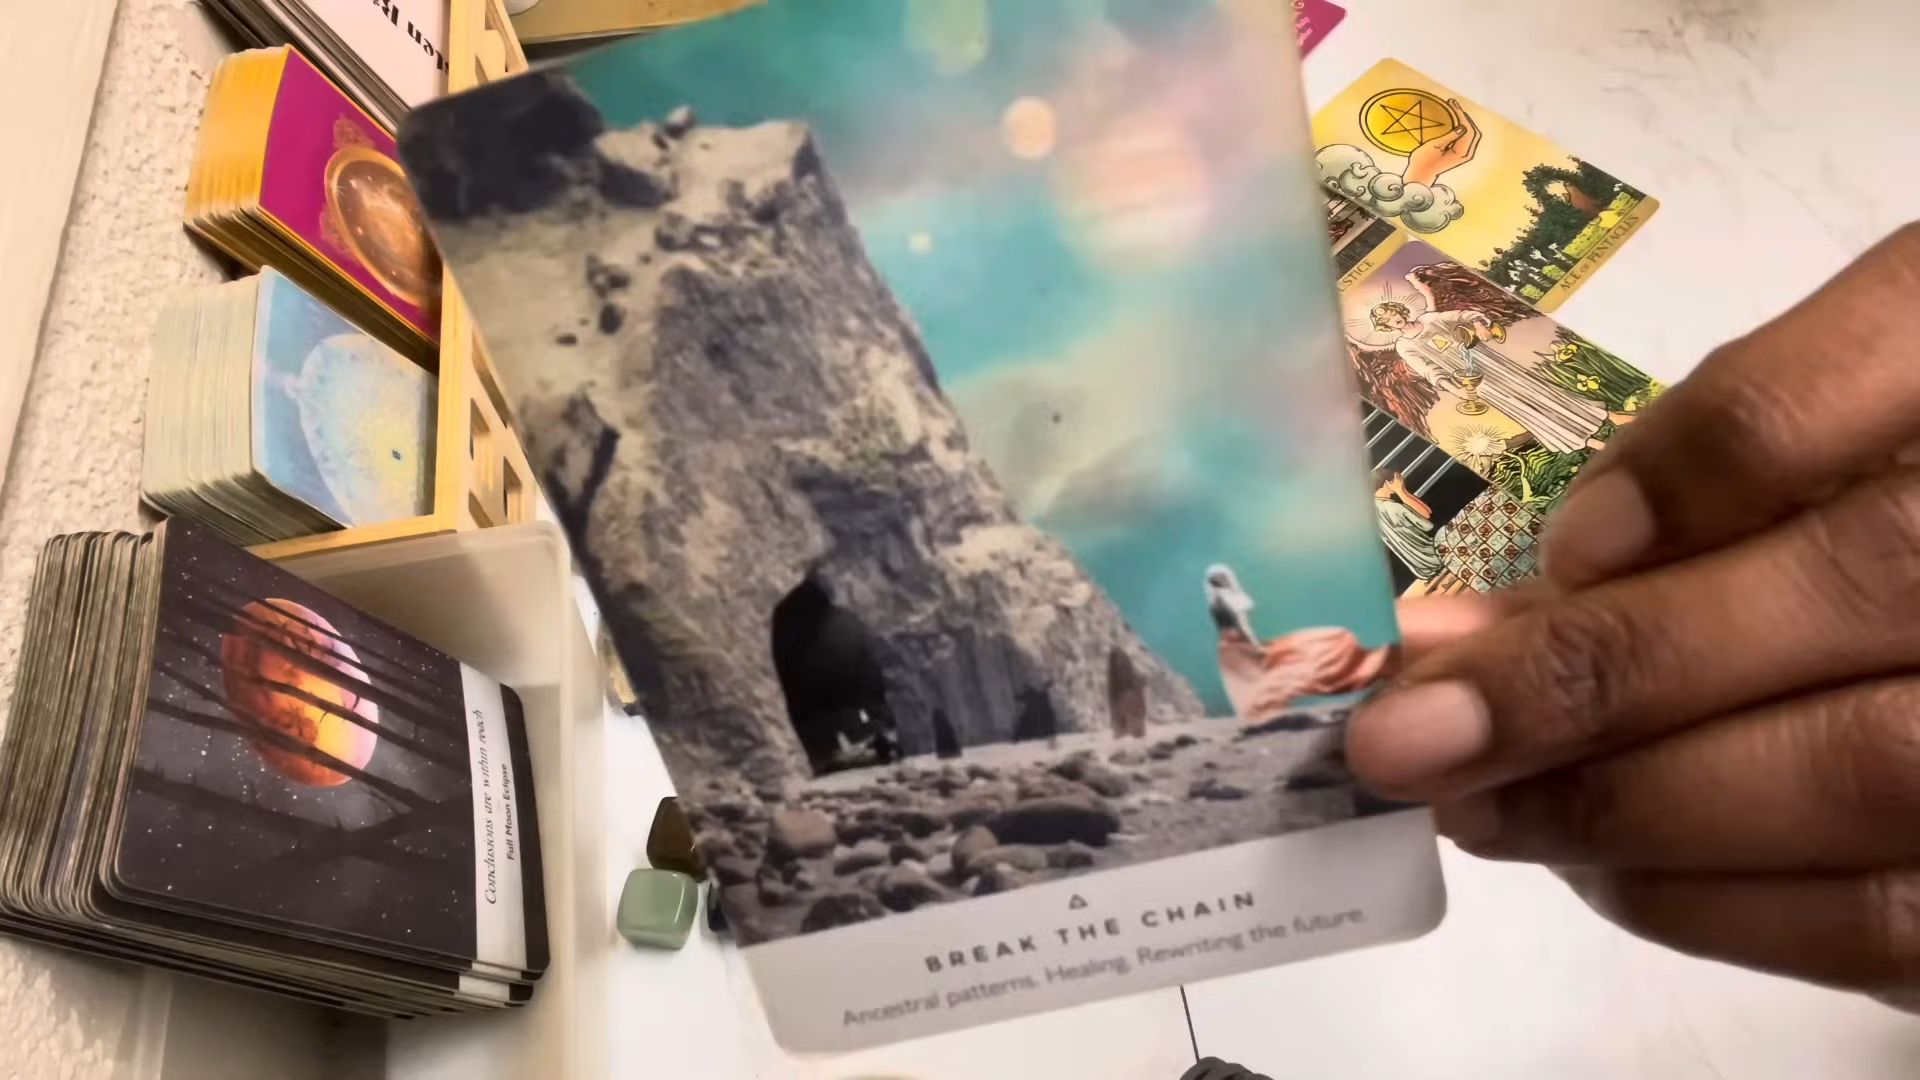 BREAK THE CHAIN
Ancestral patterns. Healing. Rewriting the future.
Conclusions are within reach
Full Moon Eclipse
ACE OF PENTACLES